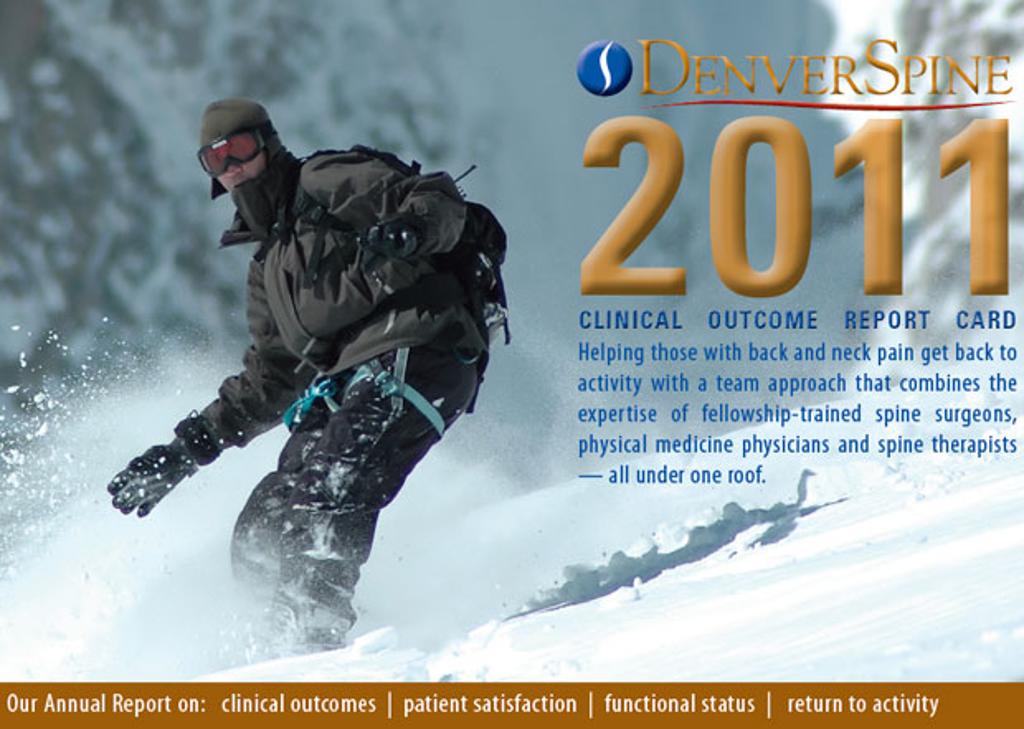 DENVERSPINE
2011
CLINICAL OUTCOME REPORT CARD
Helping those with back and neck pain get back to
activity with a team approach that combines the
expertise of fellowship-trained spine surgeons,
physical medicine physicians and spine therapists
— all under one roof.
Our Annual Report on: clinical outcomes | patient satisfaction | functional status | return to activity